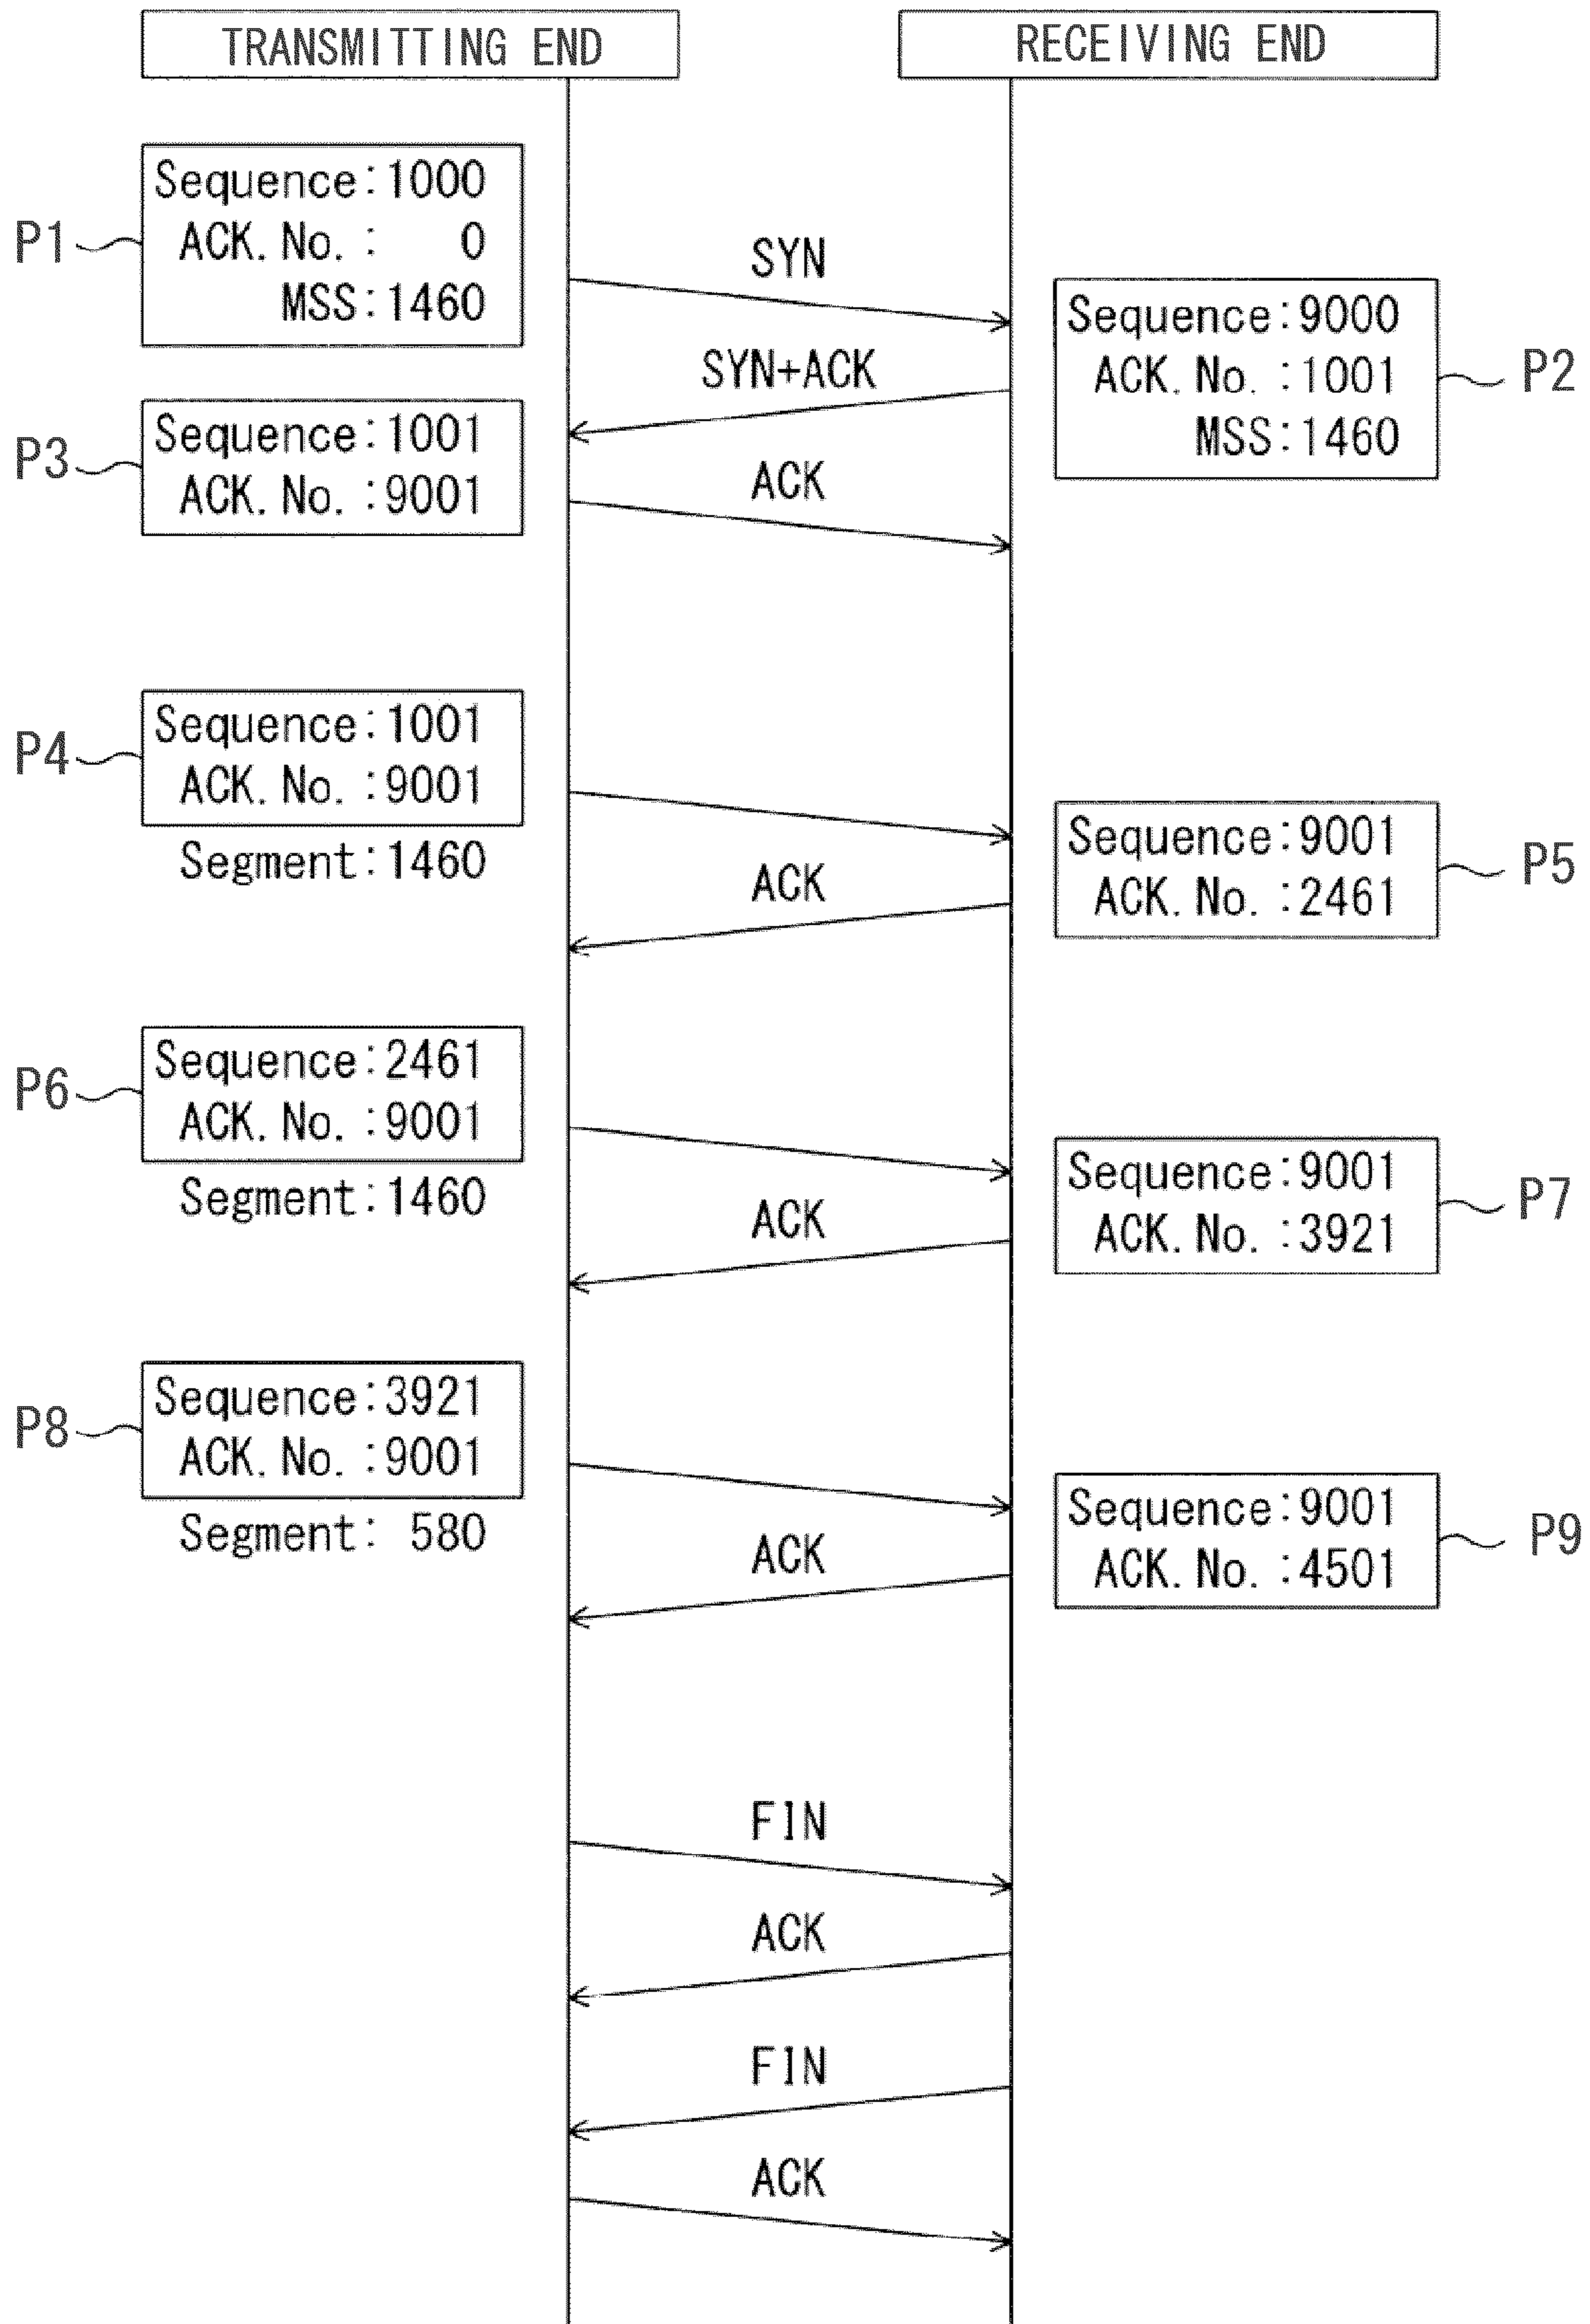 TRANSMITTING END
RECEIVING END
P1
Sequence:1000
ACK.No.: 0
MSS:1460
SYN
Sequence:9000
ACK.No.:1001
MSS:1460
P2
SYN+ACK
P3
Sequence:1001
ACK.No.:9001
ACK
P4
Sequence:1001
ACK.No.:9001
Segment:1460
Sequence:9001
ACK.No.:2461
P5
ACK
P6
Sequence:2461
ACK.No.:9001
Segment:1460
Sequence:9001
ACK.No.:3921
P7
ACK
P8
Sequence:3921
ACK.No.:9001
Segment: 580
Sequence:9001
ACK.No.:4501
P9
ACK
FIN
ACK
FIN
ACK